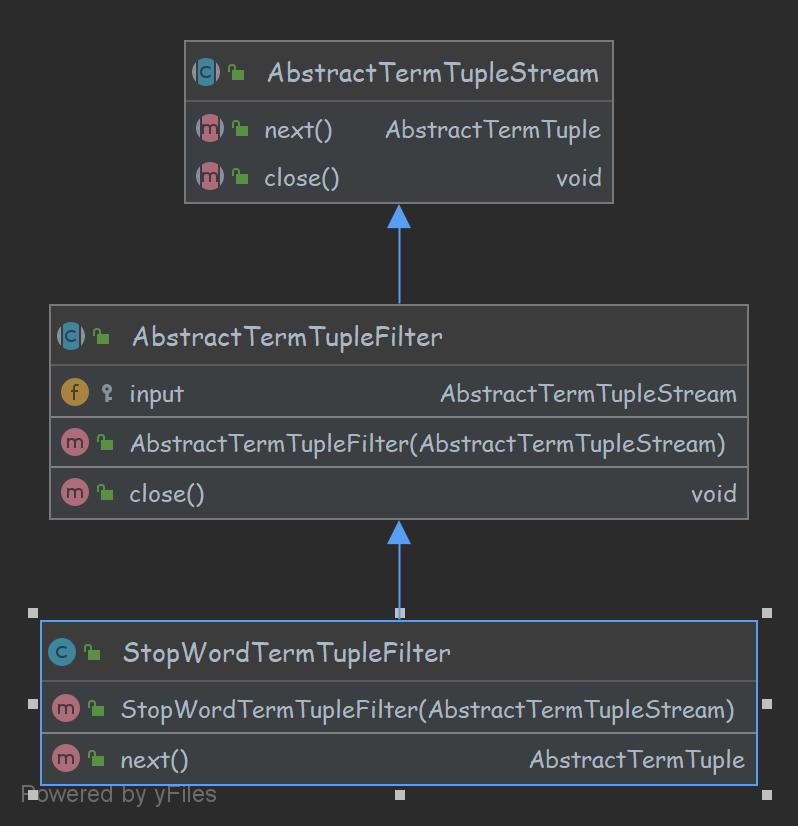 AbstractTermTupleStream
next() AbstractTermTuple
close() void
AbstractTermTupleFilter
input AbstractTermTupleStream
AbstractTermTupleFilter(AbstractTermTupleStream)
close() void
StopWordTermTupleFilter
StopWordTermTupleFilter(AbstractTermTupleStream)
next() AbstractTermTuple
Powered by yFiles